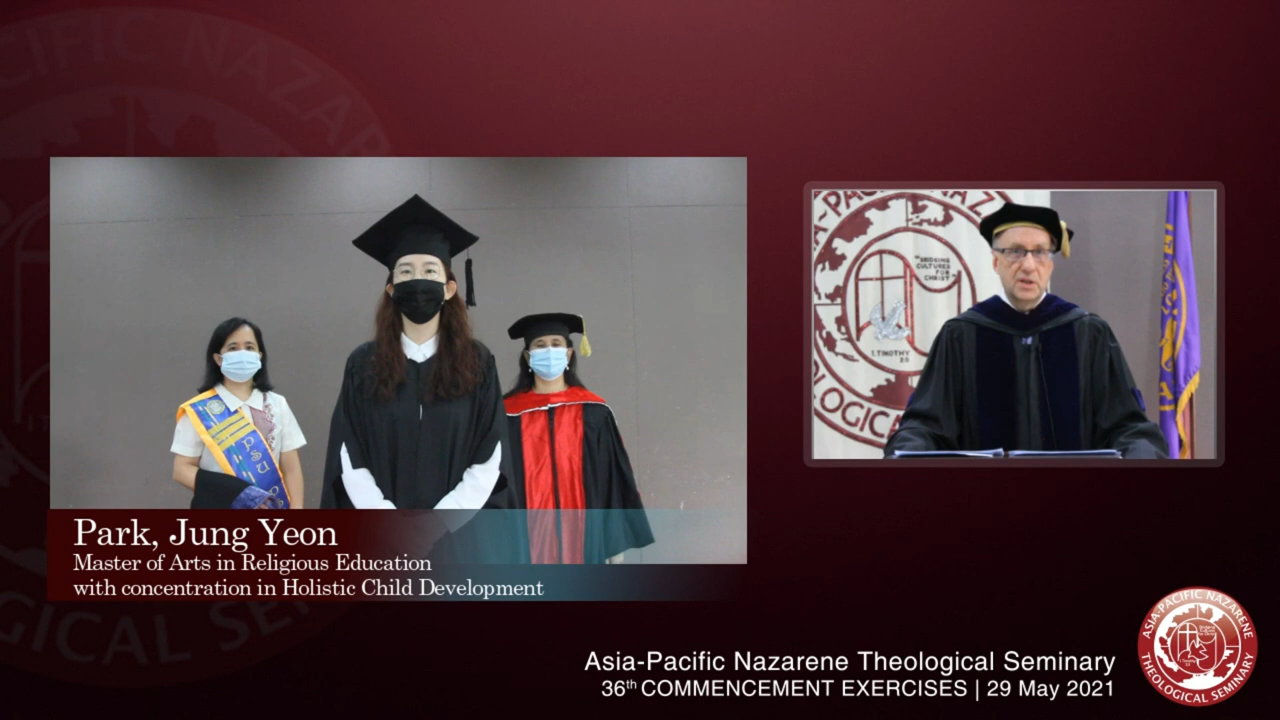 Park, Jung Yeon
Master of Arts in Religious Education
with concentration in Holistic Child Development
PSU
"BRIDGING
CULTURES
FOR
CHRIST"
1.TIMOTHY
Asia-Pacific Nazarene Theological Seminary
36th COMMENCEMENT EXERCISES | 29 May 2021
ASIA-PACIFIC NAZARENE
THEOLOGICAL SEMINARY